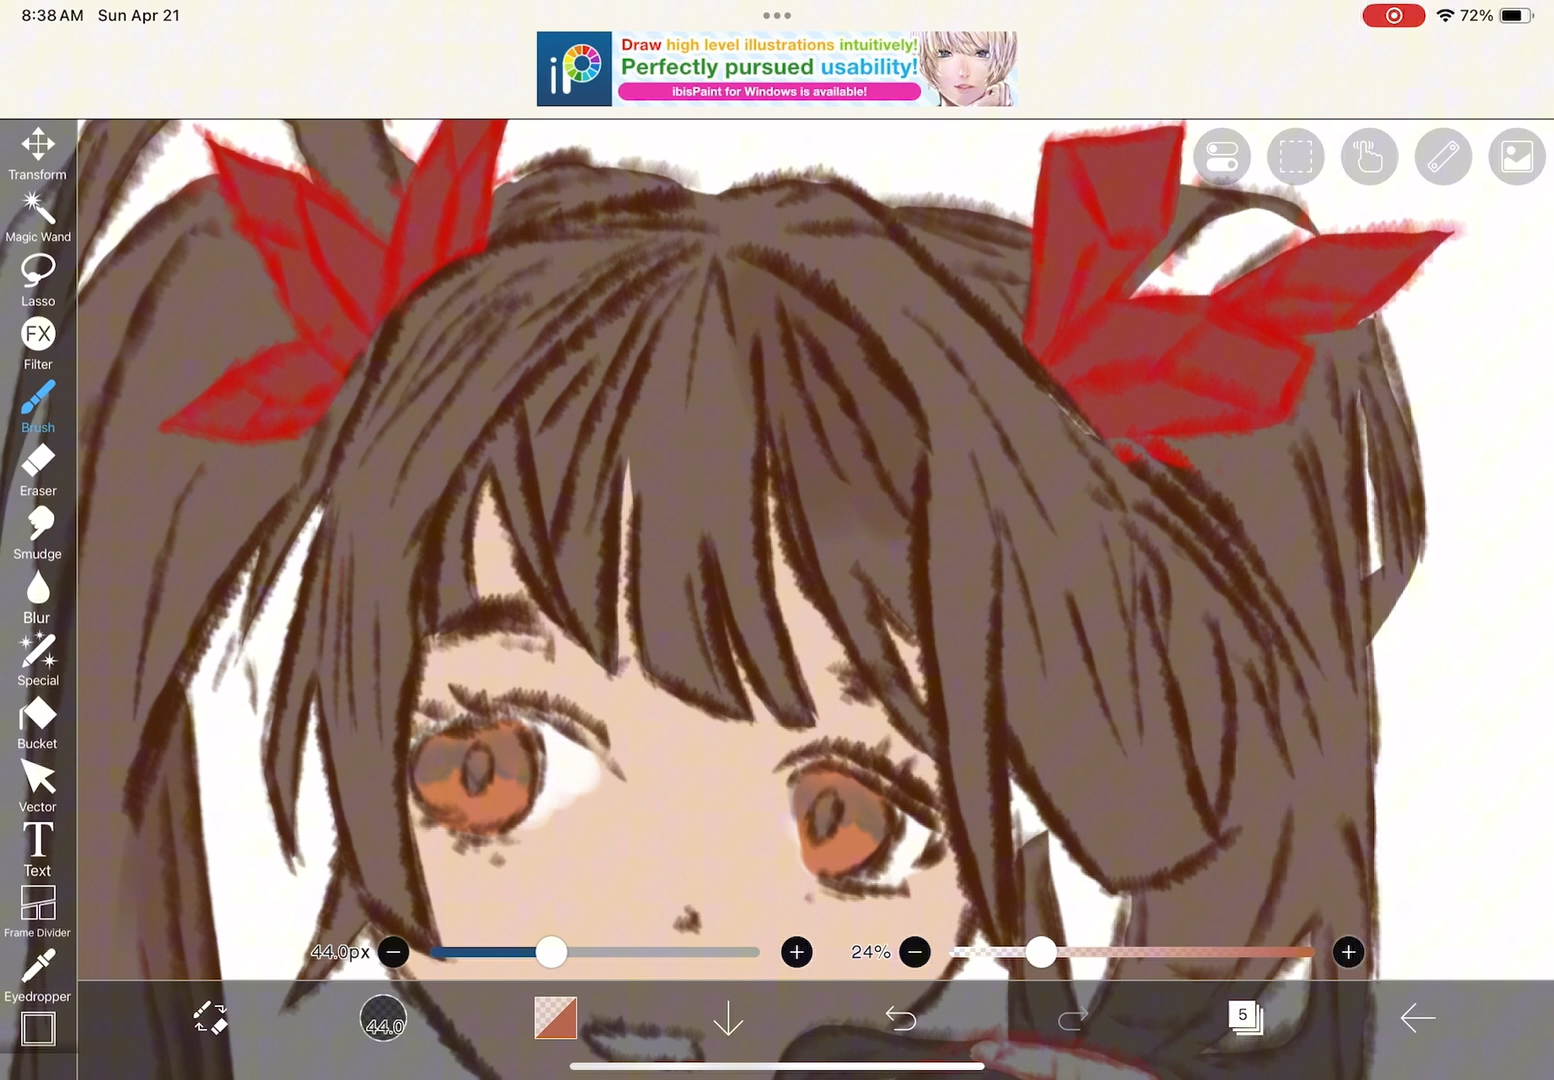 8:38 AM Sun Apr 21
72%
iP
Draw high level illustrations intuitively!
Perfectly pursued usability!
ibisPaint for Windows is available!
Transform
Magic Wand
Lasso
FX
Filter
Brush
Eraser
Smudge
Blur
Special
Bucket
Vector
T
Text
Frame Divider
Eyedropper
44.0px
24%
44.0
5